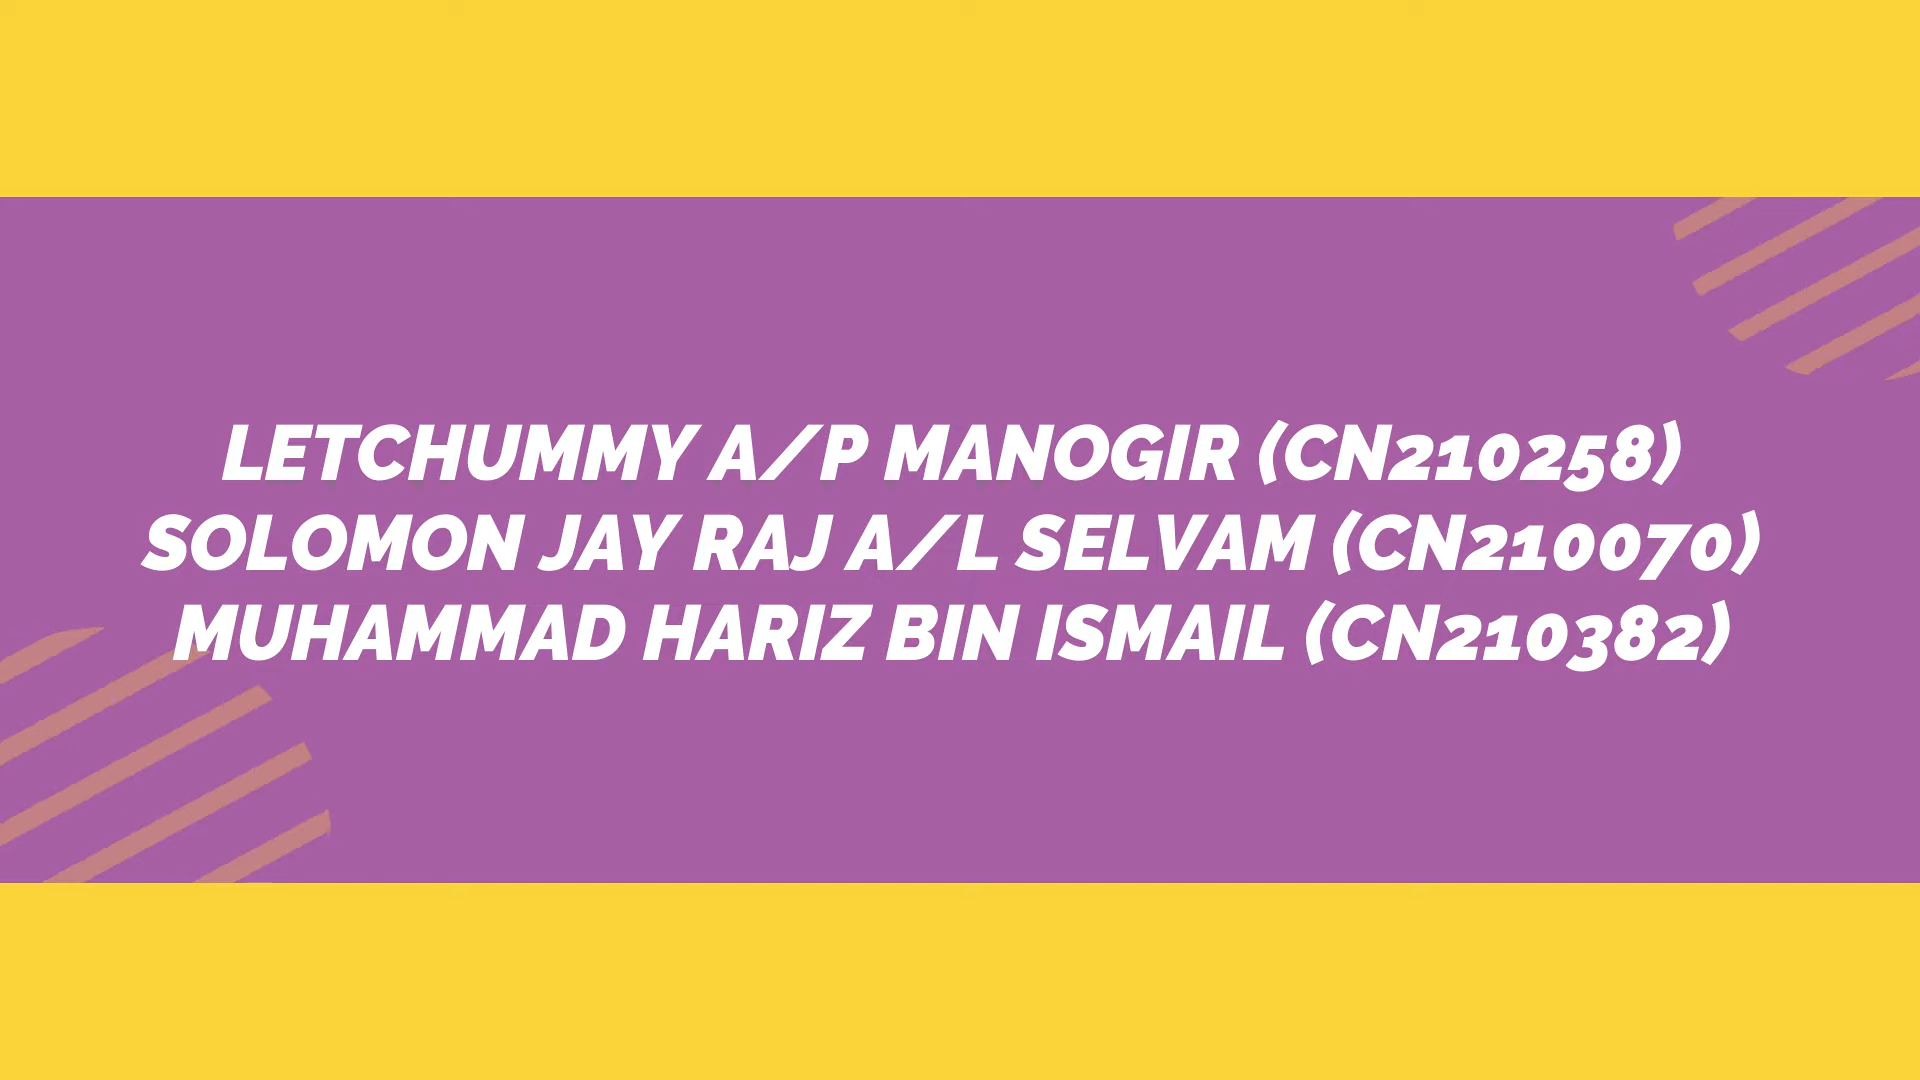 LETCHUMMY A/P MANOGIR (CN210258)
SOLOMON JAY RAJ A/L SELVAM (CN210070)
MUHAMMAD HARIZ BIN ISMAIL (CN210382)